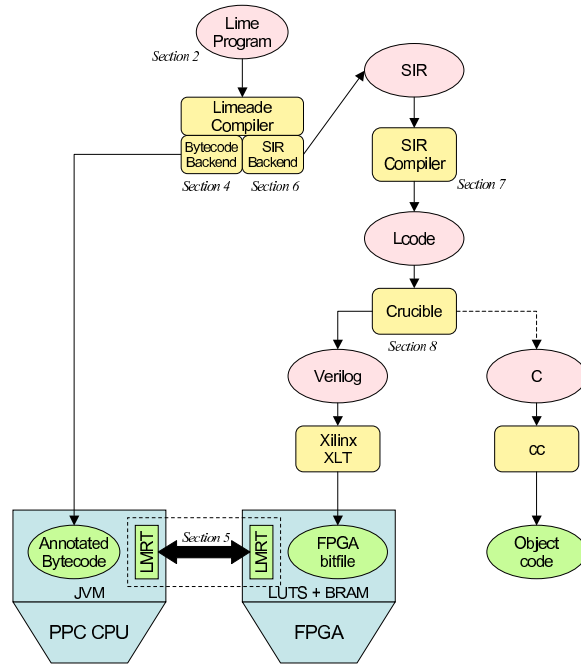 Lime
Program
Section 2
SIR
Limeade
Compiler
Bytecode
Backend
SIR
Backend
Section 4
Section 6
SIR
Compiler
Section 7
Lcode
Crucible
Section 8
Verilog
C
Xilinx
XLT
cc
Annotated
Bytecode
LMRT
Section 5
LMRT
FPGA
bitfile
Object
code
JVM
LUTS + BRAM
PPC CPU
FPGA